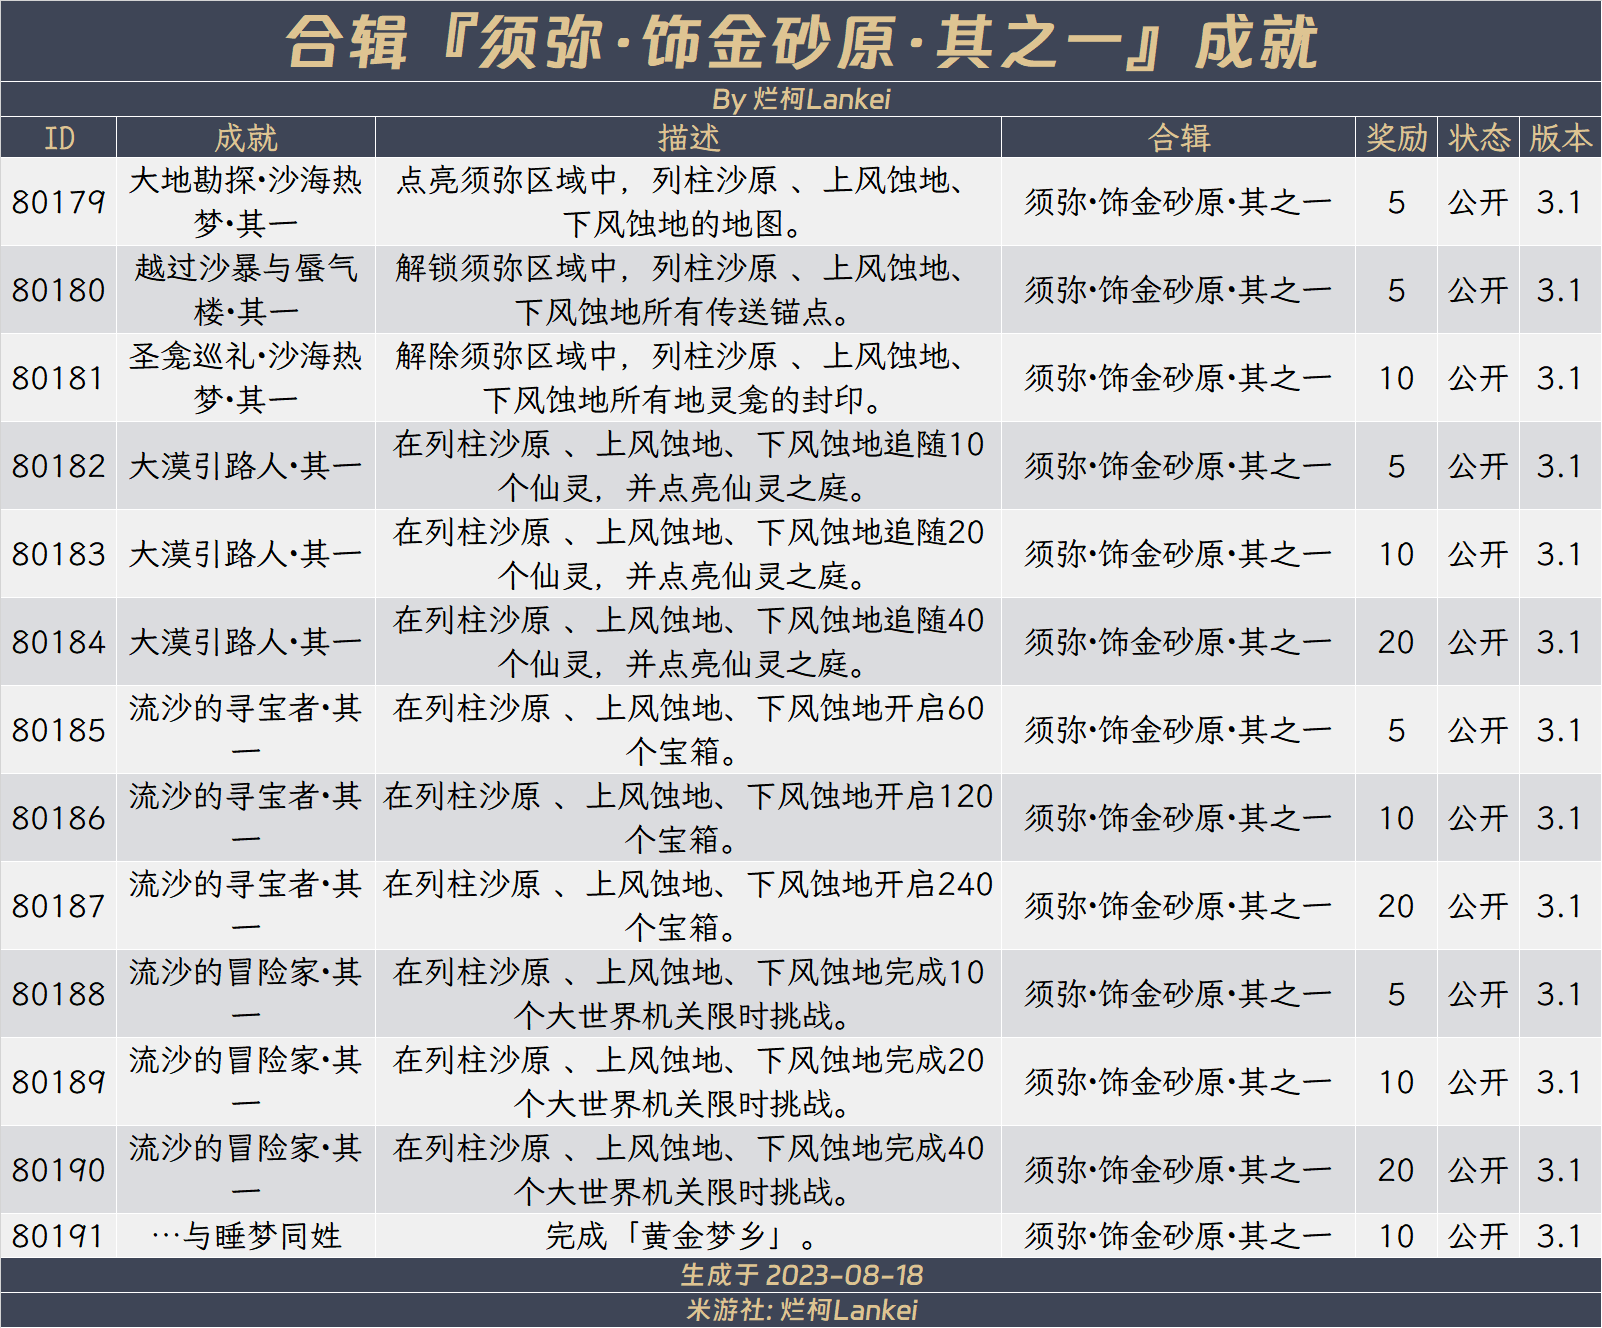 合辑『须弥·饰金砂原·其之一』成就
By 烂柯Lankei
ID 成就 描述 合辑 奖励 状态 版本
80179 大地勘探·沙海热梦·其一 点亮须弥区域中，列柱沙原 、上风蚀地、下风蚀地的地图。 须弥·饰金砂原·其之一 5 公开 3.1
80180 越过沙暴与蜃气楼·其一 解锁须弥区域中，列柱沙原 、上风蚀地、下风蚀地所有传送锚点。 须弥·饰金砂原·其之一 5 公开 3.1
80181 圣龛巡礼·沙海热梦·其一 解除须弥区域中，列柱沙原 、上风蚀地、下风蚀地所有地灵龛的封印。 须弥·饰金砂原·其之一 10 公开 3.1
80182 大漠引路人·其一 在列柱沙原 、上风蚀地、下风蚀地追随10个仙灵，并点亮仙灵之庭。 须弥·饰金砂原·其之一 5 公开 3.1
80183 大漠引路人·其一 在列柱沙原 、上风蚀地、下风蚀地追随20个仙灵，并点亮仙灵之庭。 须弥·饰金砂原·其之一 10 公开 3.1
80184 大漠引路人·其一 在列柱沙原 、上风蚀地、下风蚀地追随40个仙灵，并点亮仙灵之庭。 须弥·饰金砂原·其之一 20 公开 3.1
80185 流沙的寻宝者·其一 在列柱沙原 、上风蚀地、下风蚀地开启60个宝箱。 须弥·饰金砂原·其之一 5 公开 3.1
80186 流沙的寻宝者·其一 在列柱沙原 、上风蚀地、下风蚀地开启120个宝箱。 须弥·饰金砂原·其之一 10 公开 3.1
80187 流沙的寻宝者·其一 在列柱沙原 、上风蚀地、下风蚀地开启240个宝箱。 须弥·饰金砂原·其之一 20 公开 3.1
80188 流沙的冒险家·其一 在列柱沙原 、上风蚀地、下风蚀地完成10个大世界机关限时挑战。 须弥·饰金砂原·其之一 5 公开 3.1
80189 流沙的冒险家·其一 在列柱沙原 、上风蚀地、下风蚀地完成20个大世界机关限时挑战。 须弥·饰金砂原·其之一 10 公开 3.1
80190 流沙的冒险家·其一 在列柱沙原 、上风蚀地、下风蚀地完成40个大世界机关限时挑战。 须弥·饰金砂原·其之一 20 公开 3.1
80191 …与睡梦同姓 完成「黄金梦乡」。 须弥·饰金砂原·其之一 10 公开 3.1
生成于 2023-08-18
米游社: 烂柯Lankei